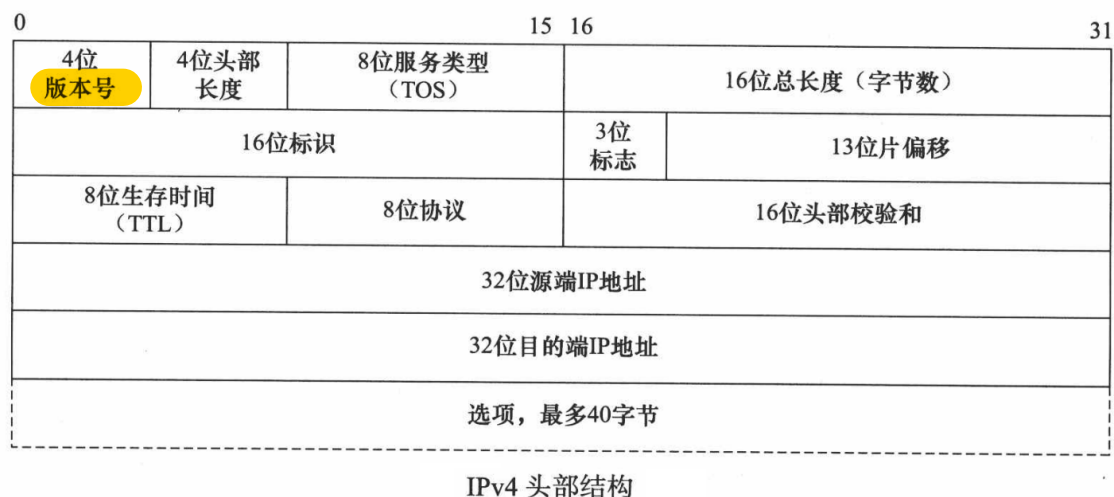 0 15 16 31
4位
版本号
4位头部
长度
8位服务类型
（TOS）
16位总长度（字节数）
16位标识
3位
标志
13位片偏移
8位生存时间
（TTL）
8位协议
16位头部校验和
32位源端IP地址
32位目的端IP地址
选项，最多40字节
IPv4 头部结构